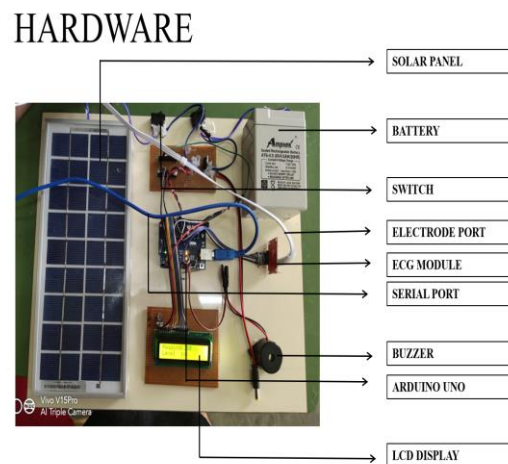 HARDWARE
SOLAR PANEL
BATTERY
SWITCH
ELECTRODE PORT
ECG MODULE
SERIAL PORT
BUZZER
ARDUINO UNO
LCD DISPLAY
Vivo V15Pro
AI Triple Camera